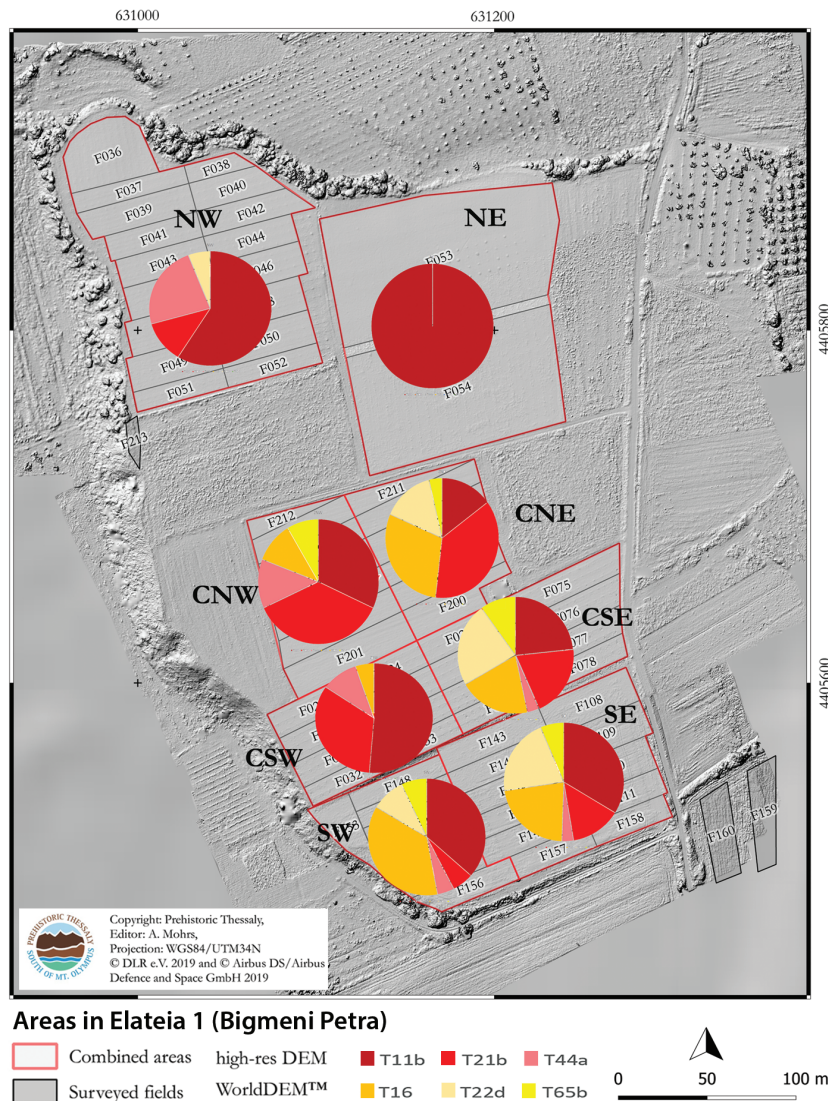 631000 631200
F036
F038
F037
F040
F039
F042
NW
NE
F041
F044
F043
F053
4405800
F052
F051
F054
F213
F211
F212
CNE
CNW
F075
F200
CSE
F201
F078
F108
SE
CSW
F143
F032
F148
SW
F158
F157
F156
F160
F159
4405600
PREHISTORIC THESSALY
SOUTH OF MT. OLYMPUS
Copyright: Prehistoric Thessaly,
Editor: A. Mohrs,
Projection: WGS84/UTM34N
© DLR e.V. 2019 and © Airbus DS/Airbus
Defence and Space GmbH 2019
Areas in Elateia 1 (Bigmeni Petra)
Combined areas high-res DEM T11b T21b T44a
Surveyed fields WorldDEM™ T16 T22d T65b
0 50 100 m